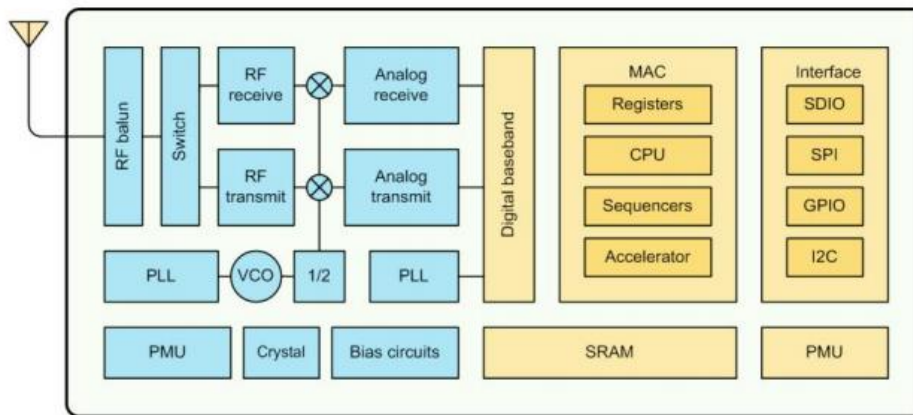 RF balun
Switch
RF
receive
Analog
receive
RF
transmit
Analog
transmit
PLL
VCO
1/2
PLL
Digital baseband
MAC
Registers
CPU
Sequencers
Accelerator
Interface
SDIO
SPI
GPIO
I2C
PMU
Crystal
Bias circuits
SRAM
PMU